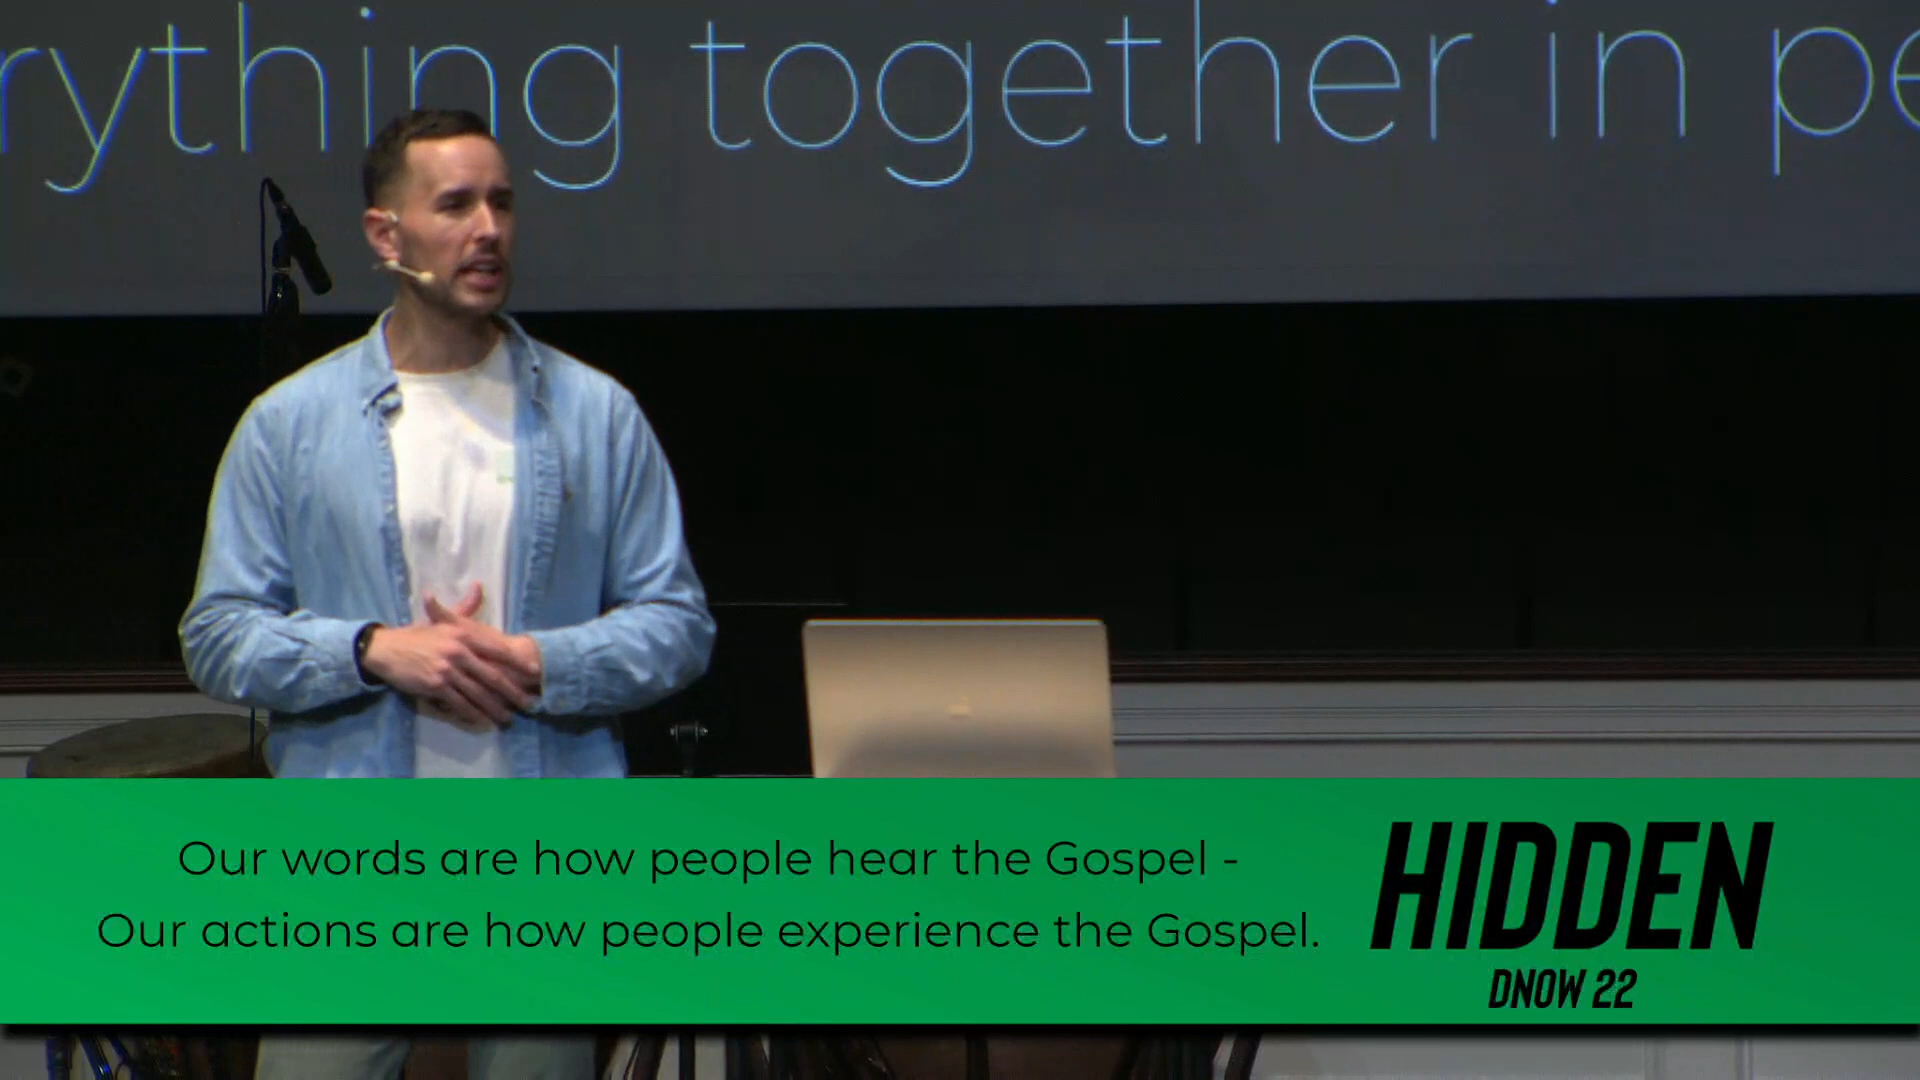 rything together in pe
Our words are how people hear the Gospel -
Our actions are how people experience the Gospel.
HIDDEN
DNOW 22